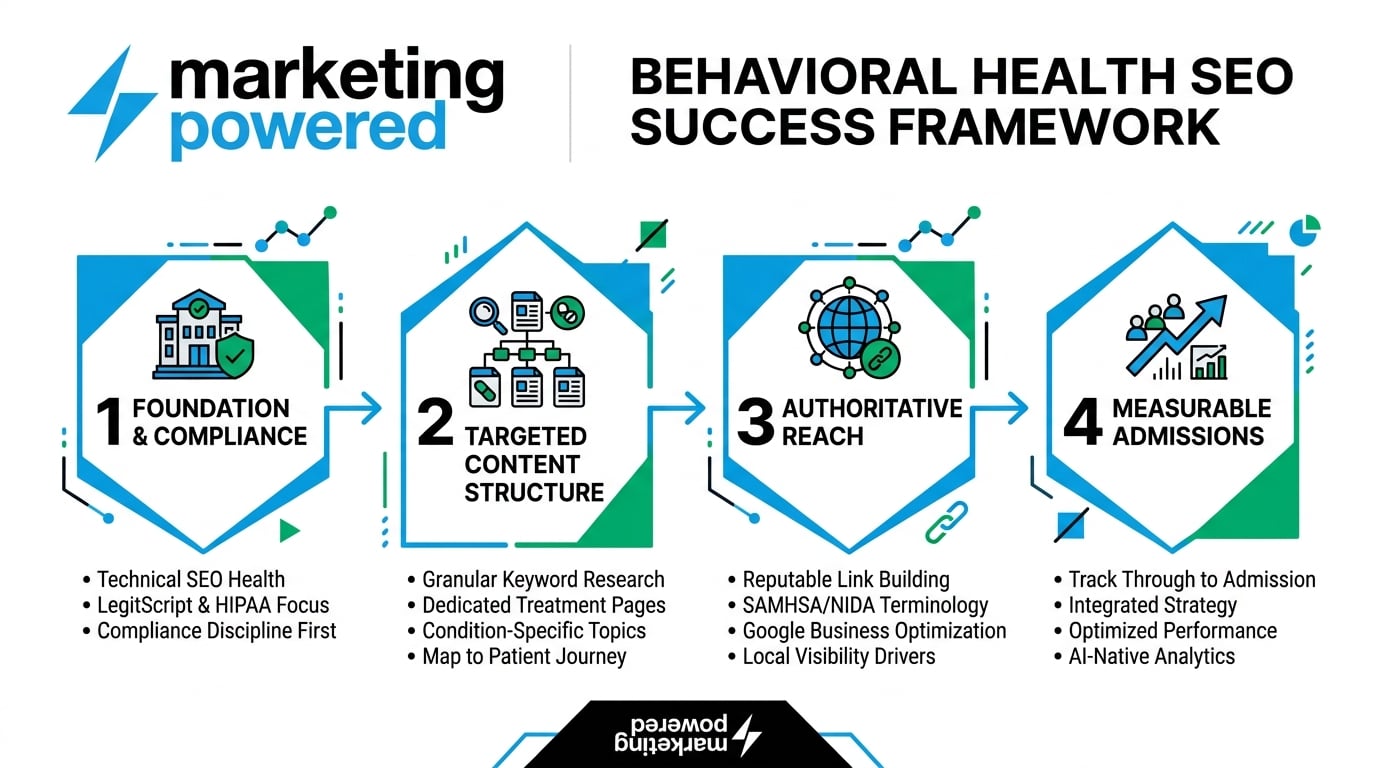 marketing
powered
BEHAVIORAL HEALTH SEO
SUCCESS FRAMEWORK
1 FOUNDATION
& COMPLIANCE
• Technical SEO Health
• LegitScript & HIPAA Focus
• Compliance Discipline First
2 TARGETED
CONTENT
STRUCTURE
• Granular Keyword Research
• Dedicated Treatment Pages
• Condition-Specific Topics
• Map to Patient Journey
3 AUTHORITATIVE
REACH
• Reputable Link Building
• SAMHSA/NIDA Terminology
• Google Business Optimization
• Local Visibility Drivers
4 MEASURABLE
ADMISSIONS
• Track Through to Admission
• Integrated Strategy
• Optimized Performance
• AI-Native Analytics
marketing
powered